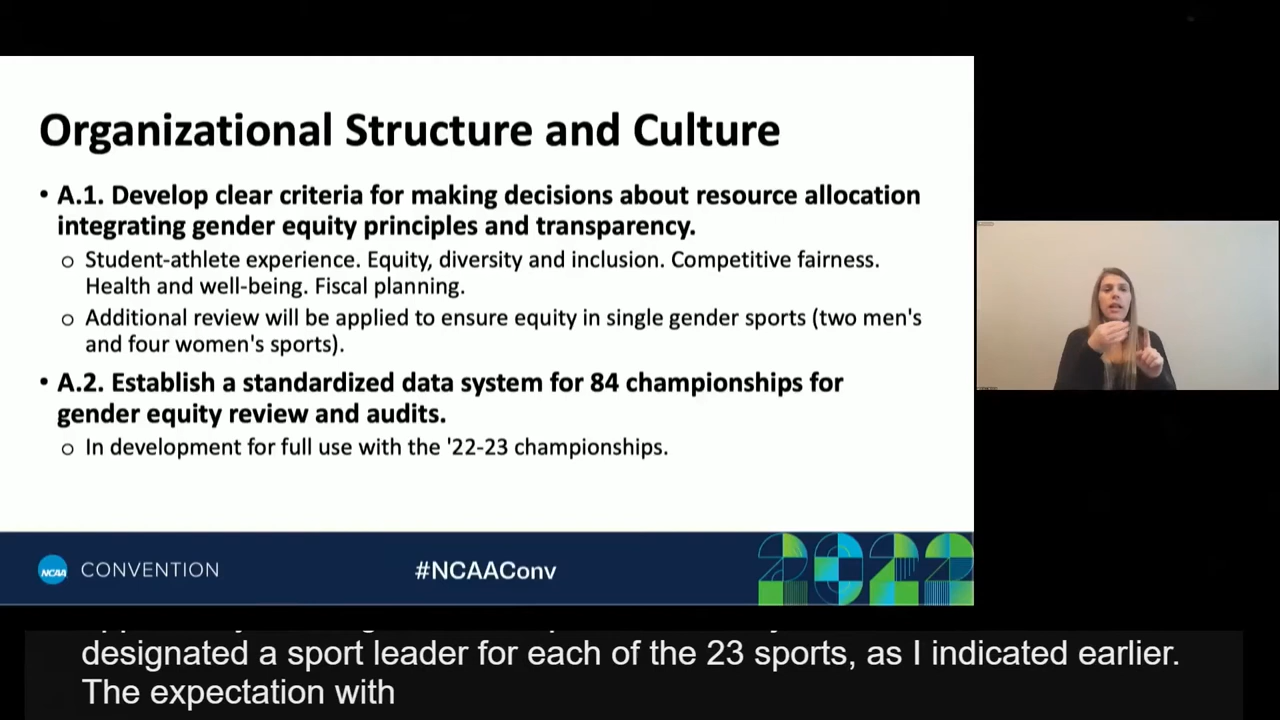 Organizational Structure and Culture
• A.1. Develop clear criteria for making decisions about resource allocation
integrating gender equity principles and transparency.
o Student-athlete experience. Equity, diversity and inclusion. Competitive fairness.
Health and well-being. Fiscal planning.
o Additional review will be applied to ensure equity in single gender sports (two men's
and four women's sports).
• A.2. Establish a standardized data system for 84 championships for
gender equity review and audits.
o In development for full use with the '22-23 championships.
NCAA CONVENTION
#NCAAConv
2022
designated a sport leader for each of the 23 sports, as I indicated earlier.
The expectation with